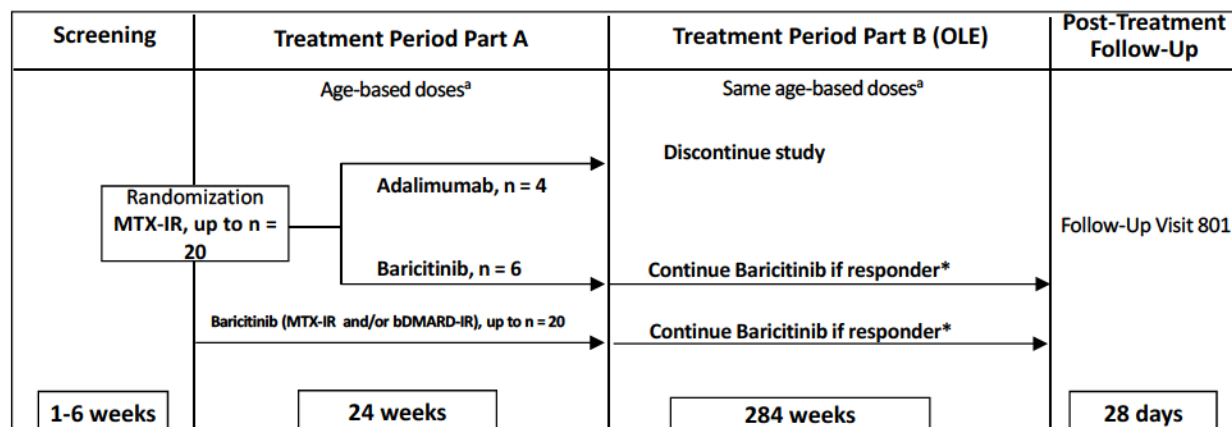 Screening
Treatment Period Part A
Treatment Period Part B (OLE)
Post-Treatment
Follow-Up
Age-based dosesᵃ
Same age-based dosesᵃ
Discontinue study
Adalimumab, n = 4
Randomization
MTX-IR, up to n =
20
Follow-Up Visit 801
Baricitinib, n = 6
Continue Baricitinib if responder*
Baricitinib (MTX-IR and/or bDMARD-IR), up to n = 20
Continue Baricitinib if responder*
1-6 weeks
24 weeks
284 weeks
28 days